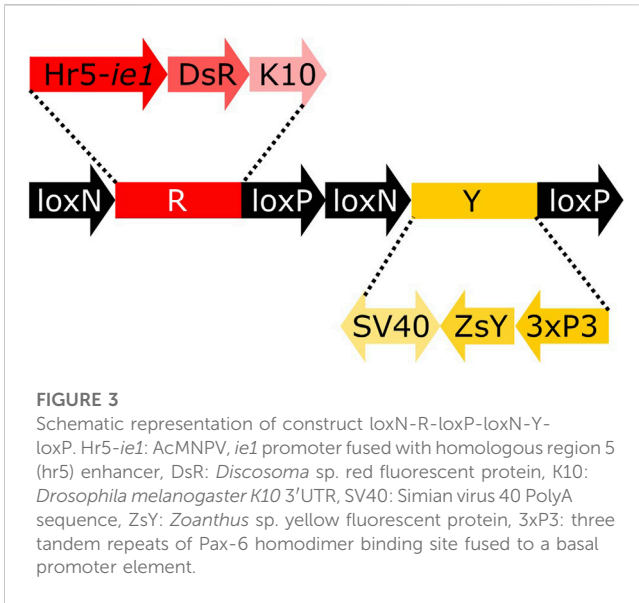 Hr5-ie1 DsR K10
loxN R loxP loxN Y loxP
SV40 ZsY 3xP3
FIGURE 3
Schematic representation of construct loxN-R-loxP-loxN-Y-
loxP. Hr5-ie1: AcMNPV, ie1 promoter fused with homologous region 5
(hr5) enhancer, DsR: Discosoma sp. red fluorescent protein, K10:
Drosophila melanogaster K10 3′UTR, SV40: Simian virus 40 PolyA
sequence, ZsY: Zoanthus sp. yellow fluorescent protein, 3xP3: three
tandem repeats of Pax-6 homodimer binding site fused to a basal
promoter element.